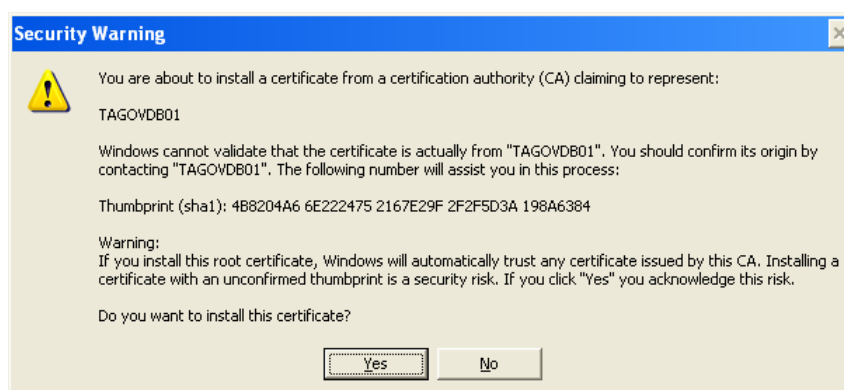 Security Warning
You are about to install a certificate from a certification authority (CA) claiming to represent:
TAGOVDB01
Windows cannot validate that the certificate is actually from "TAGOVDB01". You should confirm its origin by
contacting "TAGOVDB01". The following number will assist you in this process:
Thumbprint (sha1): 4B8204A6 6E222475 2167E29F 2F2F5D3A 198A6384
Warning:
If you install this root certificate, Windows will automatically trust any certificate issued by this CA. Installing a
certificate with an unconfirmed thumbprint is a security risk. If you click "Yes" you acknowledge this risk.
Do you want to install this certificate?
Yes
No